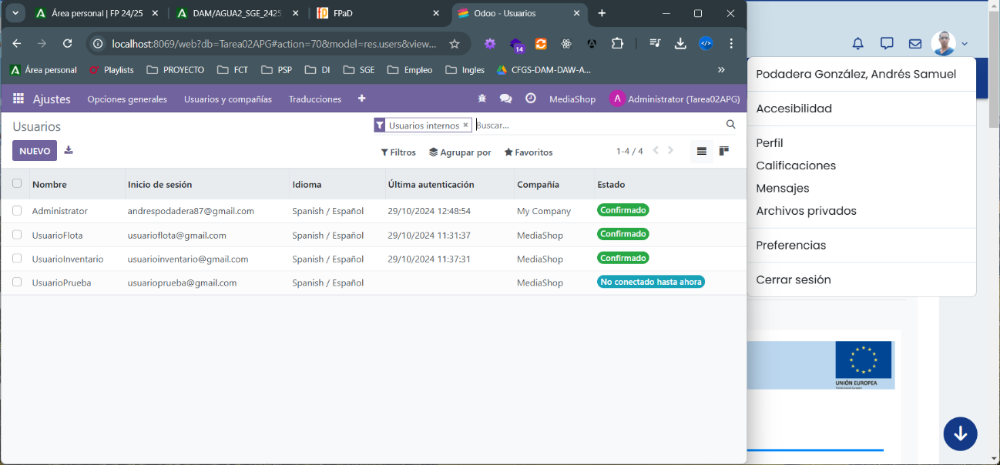 Área personal | FP 24/25
DAM/AGUA2_SGE_2425
FPaD
Odoo - Usuarios
localhost:8069/web?db=Tarea02APG#action=70&model=res.users&view...
14
Área personal
Playlists
PROYECTO
FCT
PSP
DI
SGE
Empleo
Ingles
CFGS-DAM-DAW-A...
Ajustes
Opciones generales
Usuarios y compañías
Traducciones
MediaShop
A
Administrator (Tarea02APG)
Usuarios
Usuarios internos
Buscar...
NUEVO
Filtros
Agrupar por
Favoritos
1-4 / 4
Nombre Inicio de sesión Idioma Última autenticación Compañía Estado
Administrator andrespodadera87@gmail.com Spanish / Español 29/10/2024 12:48:54 My Company Confirmado
UsuarioFlota usuarioflota@gmail.com Spanish / Español 29/10/2024 11:31:37 MediaShop Confirmado
UsuarioInventario usuarioinventario@gmail.com Spanish / Español 29/10/2024 11:37:31 MediaShop Confirmado
UsuarioPrueba usuarioprueba@gmail.com Spanish / Español MediaShop No conectado hasta ahora
Podadera González, Andrés Samuel
Accesibilidad
Perfil
Calificaciones
Mensajes
Archivos privados
Preferencias
Cerrar sesión
UNIÓN EUROPEA